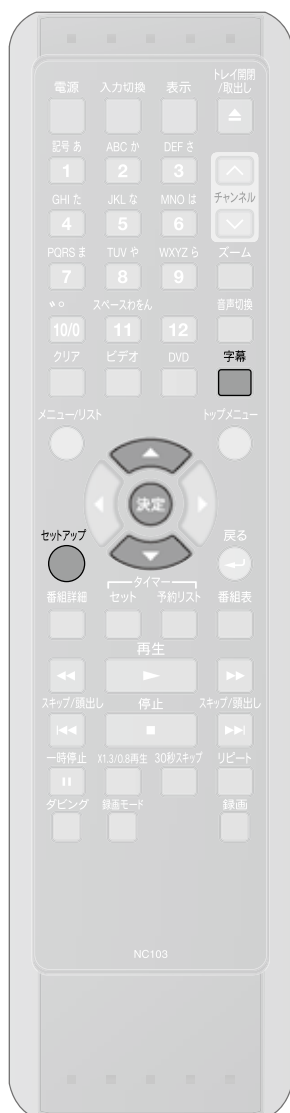 電源 入力切換 表示 トレイ開閉/取出し
記号 あ ABC か DEF さ
1 2 3
GHI た JKL な MNO は チャンネル
4 5 6
PQRS ま TUV や WXYZ ら ズーム
7 8 9
゛゜ スペースわをん 音声切換
10/0 11 12
クリア ビデオ DVD 字幕
メニュー/リスト トップメニュー
決定
セットアップ 戻る
タイマー
番組詳細 セット 予約リスト 番組表
再生
スキップ/頭出し 停止 スキップ/頭出し
一時停止 X1.3/0.8再生 30秒スキップ リピート
ダビング 録画モード 録画
NC103